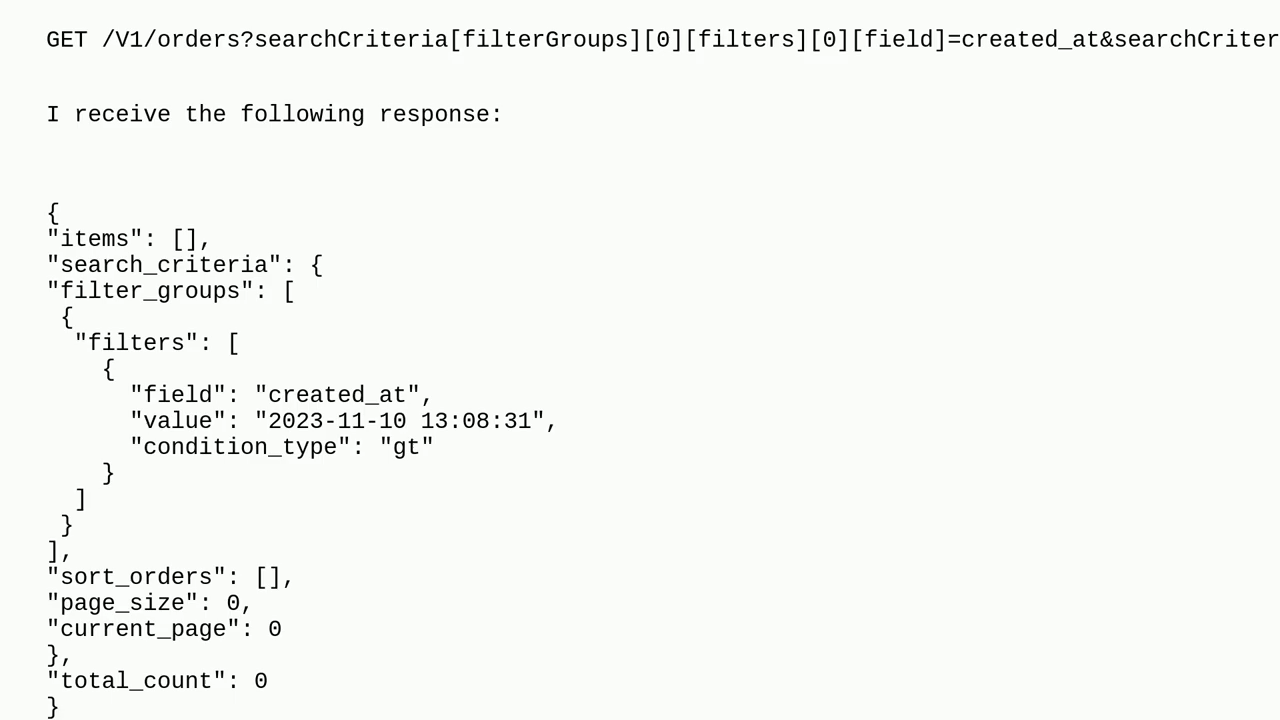 GET /V1/orders?searchCriteria[filterGroups][0][filters][0][field]=created_at&searchCriter
I receive the following response:
{
"items": [],
"search_criteria": {
"filter_groups": [
 {
  "filters": [
    {
      "field": "created_at",
      "value": "2023-11-10 13:08:31",
      "condition_type": "gt"
    }
  ]
 }
],
"sort_orders": [],
"page_size": 0,
"current_page": 0
},
"total_count": 0
}